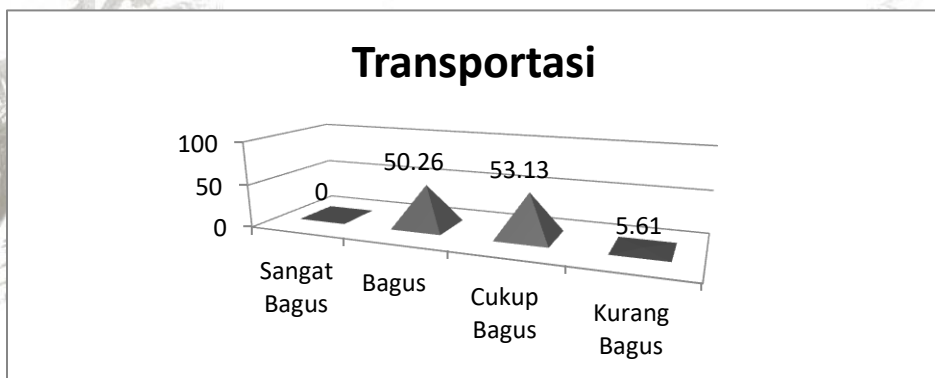 Transportasi
100
50
0
0
50.26
53.13
5.61
Sangat
Bagus
Bagus
Cukup
Bagus
Kurang
Bagus